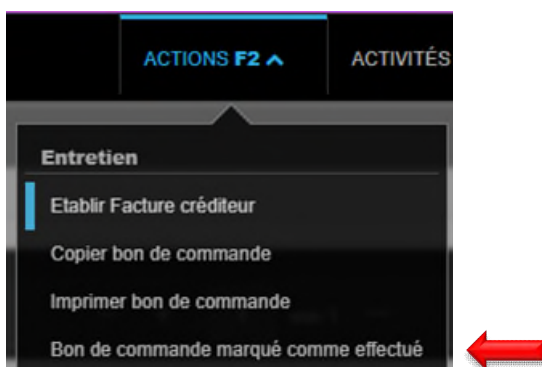 ACTIONS F2 ACTIVITÉS
Entretien
Etablir Facture créditeur
Copier bon de commande
Imprimer bon de commande
Bon de commande marqué comme effectué